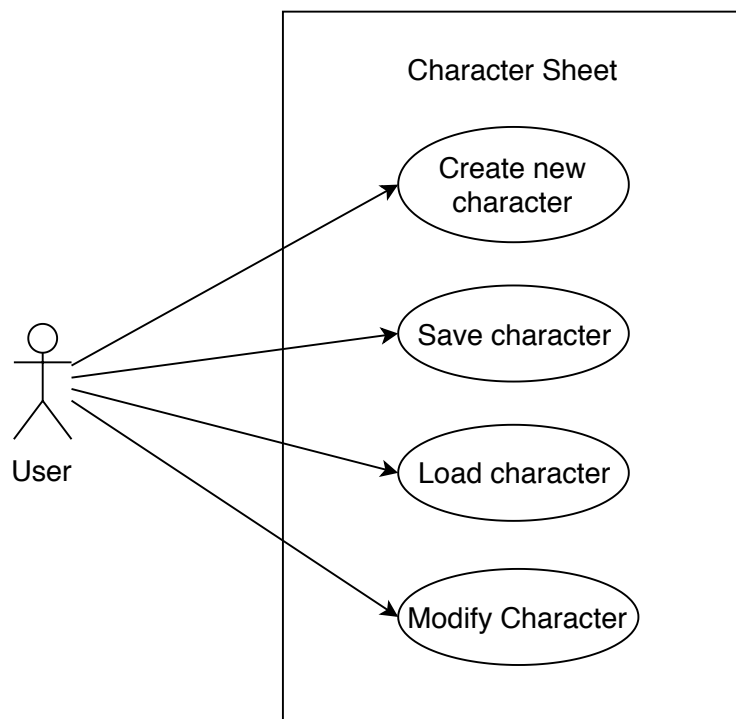 Character Sheet
Create new
character
Save character
User
Load character
Modify Character